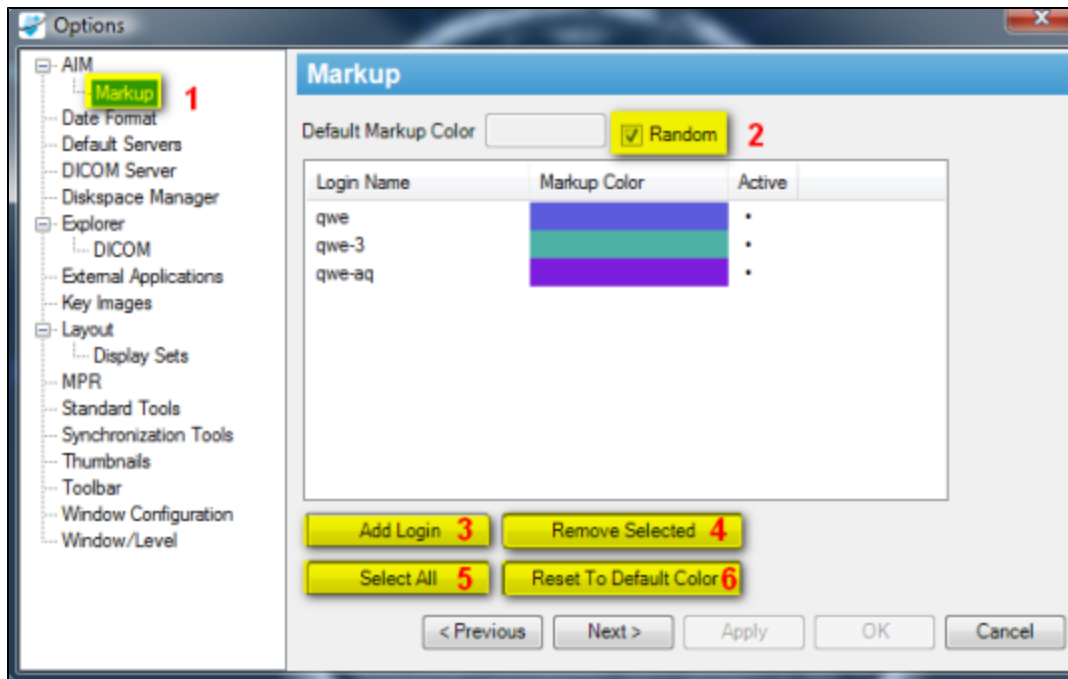 Options
AIM
Markup 1
Date Format
Default Servers
DICOM Server
Diskspace Manager
Explorer
DICOM
External Applications
Key Images
Layout
Display Sets
MPR
Standard Tools
Synchronization Tools
Thumbnails
Toolbar
Window Configuration
Window/Level
Markup
Default Markup Color Random 2
Login Name Markup Color Active
qwe •
qwe-3 •
qwe-aq •
Add Login 3 Remove Selected 4
Select All 5 Reset To Default Color 6
< Previous Next > Apply OK Cancel